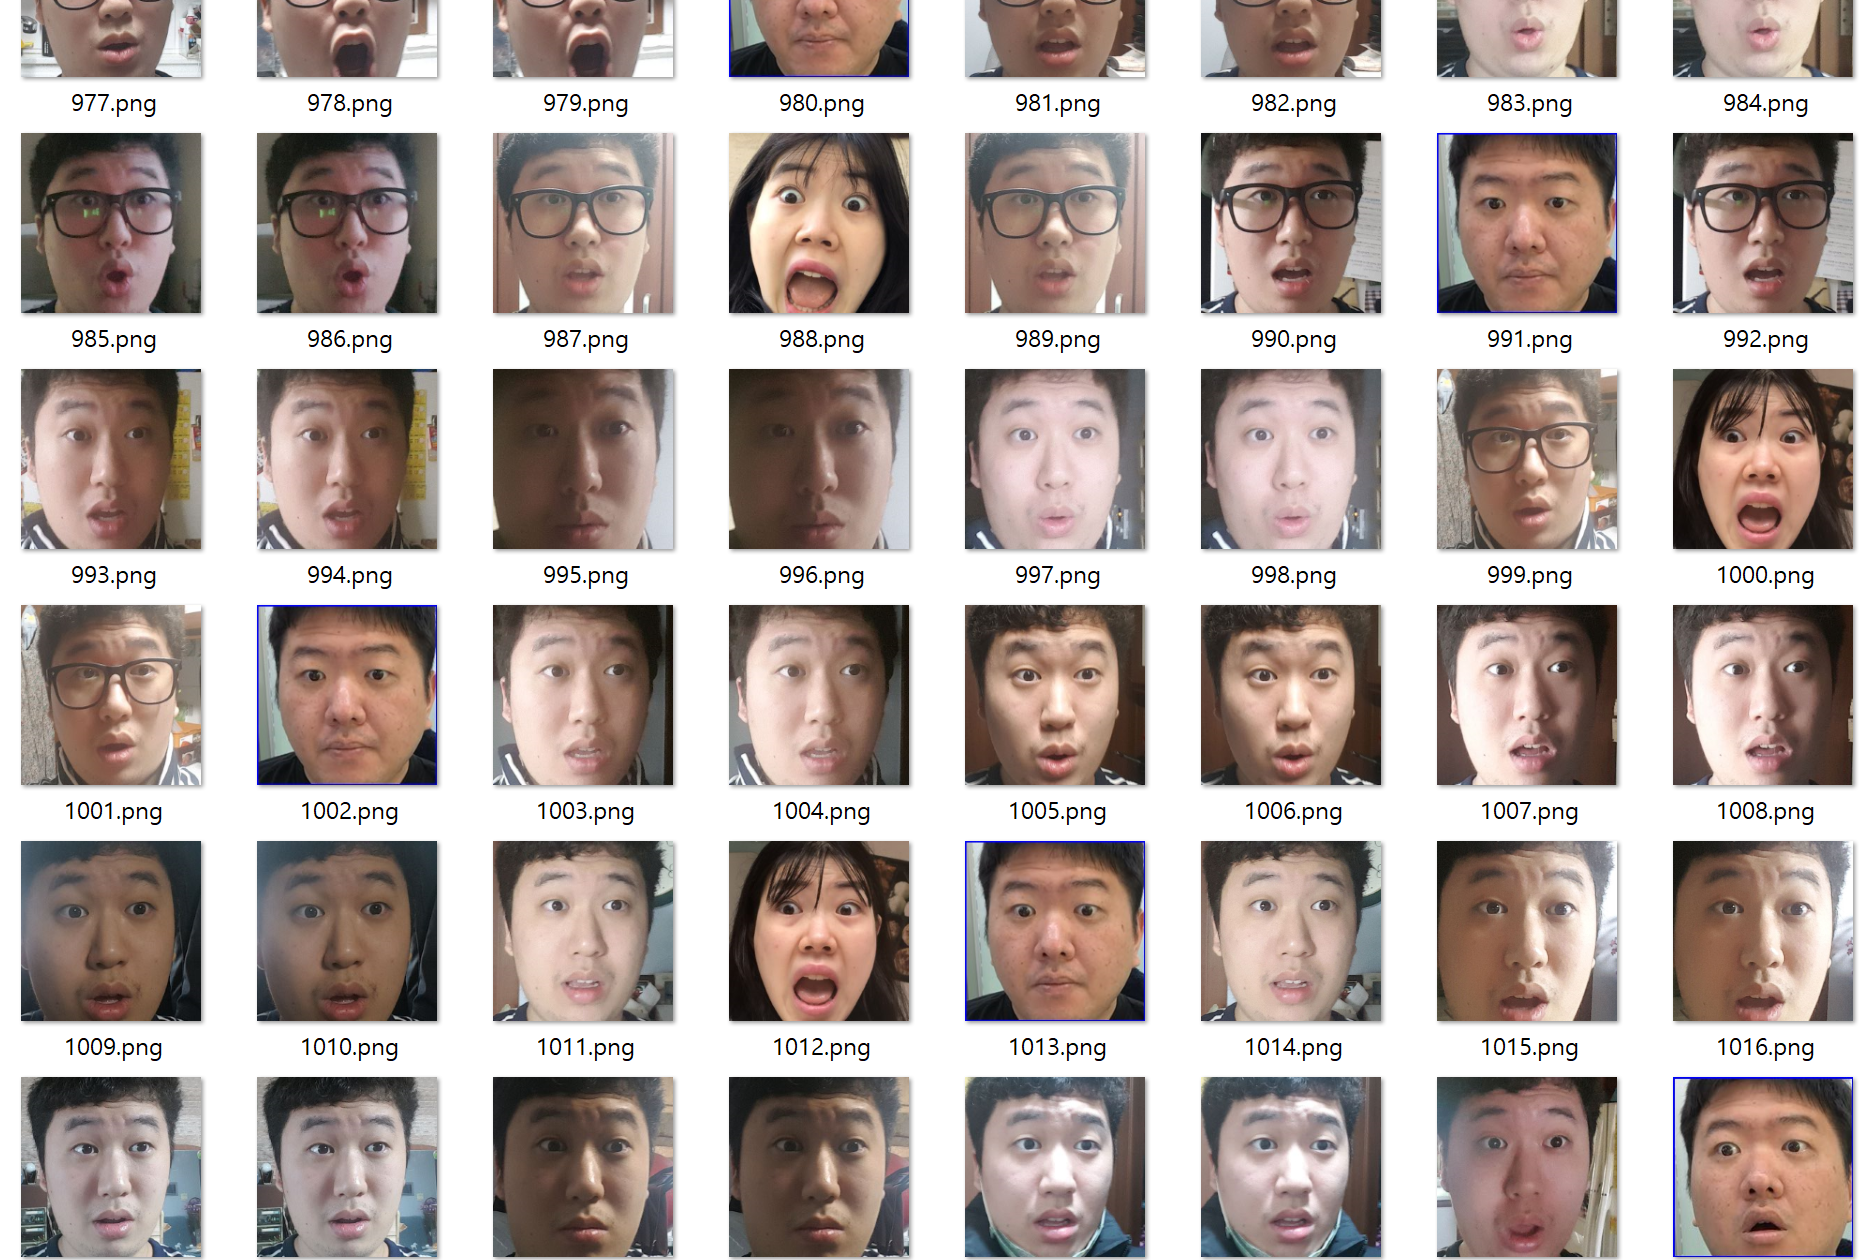 977.png 978.png 979.png 980.png 981.png 982.png 983.png 984.png
985.png 986.png 987.png 988.png 989.png 990.png 991.png 992.png
993.png 994.png 995.png 996.png 997.png 998.png 999.png 1000.png
1001.png 1002.png 1003.png 1004.png 1005.png 1006.png 1007.png 1008.png
1009.png 1010.png 1011.png 1012.png 1013.png 1014.png 1015.png 1016.png